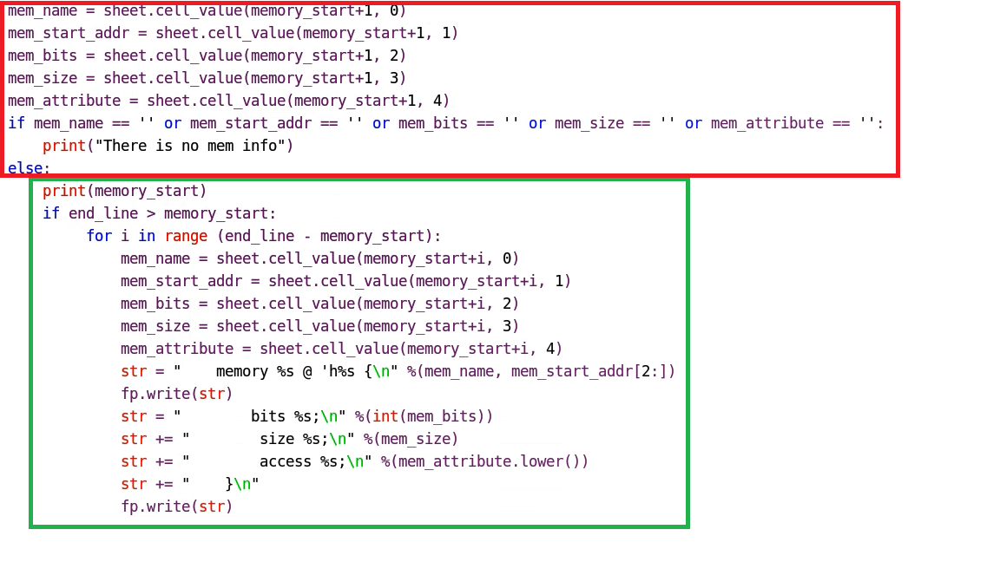 mem_name = sheet.cell_value(memory_start+1, 0)
mem_start_addr = sheet.cell_value(memory_start+1, 1)
mem_bits = sheet.cell_value(memory_start+1, 2)
mem_size = sheet.cell_value(memory_start+1, 3)
mem_attribute = sheet.cell_value(memory_start+1, 4)
if mem_name == '' or mem_start_addr == '' or mem_bits == '' or mem_size == '' or mem_attribute == '':
    print("There is no mem info")
else:
    print(memory_start)
    if end_line > memory_start:
         for i in range (end_line - memory_start):
             mem_name = sheet.cell_value(memory_start+i, 0)
             mem_start_addr = sheet.cell_value(memory_start+i, 1)
             mem_bits = sheet.cell_value(memory_start+i, 2)
             mem_size = sheet.cell_value(memory_start+i, 3)
             mem_attribute = sheet.cell_value(memory_start+i, 4)
             str = "    memory %s @ 'h%s {\n" %(mem_name, mem_start_addr[2:])
             fp.write(str)
             str = "        bits %s;\n" %(int(mem_bits))
             str += "        size %s;\n" %(mem_size)
             str += "        access %s;\n" %(mem_attribute.lower())
             str += "    }\n"
             fp.write(str)